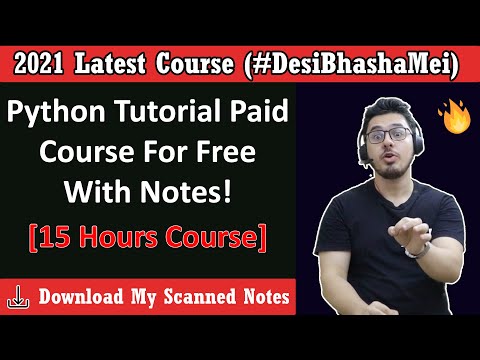 2021 Latest Course (#DesiBhashaMei)
Python Tutorial Paid
Course For Free
With Notes!
[15 Hours Course]
Download My Scanned Notes